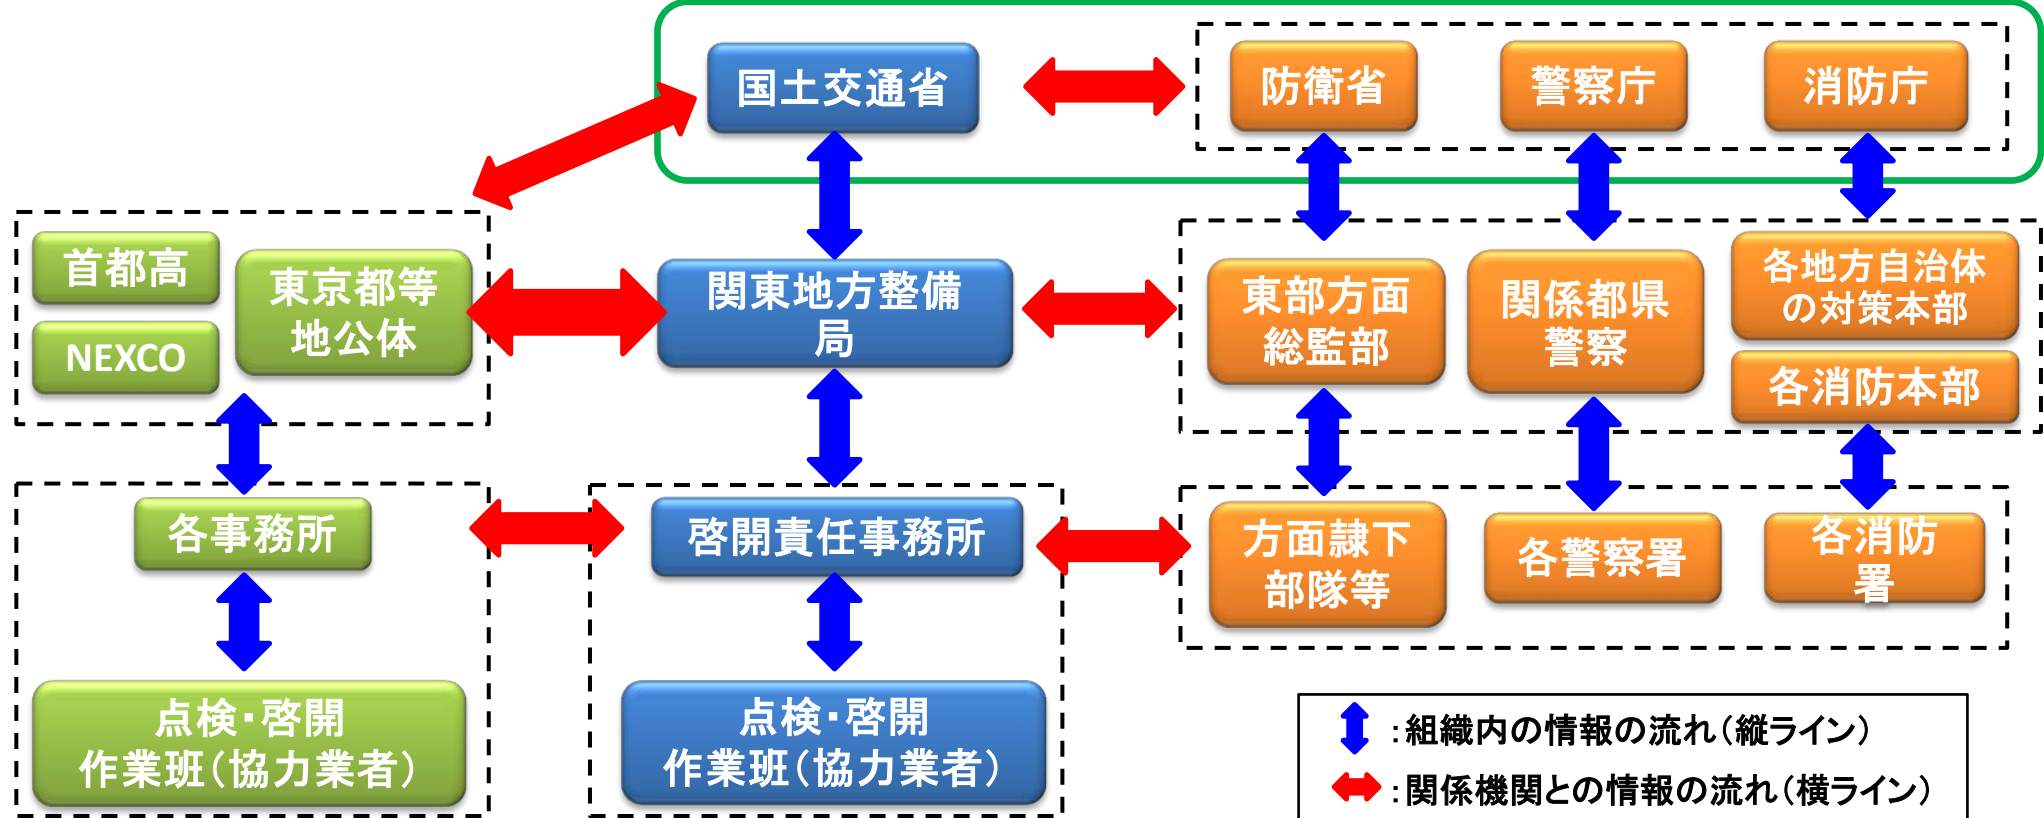 国土交通省
防衛省
警察庁
消防庁
首都高
NEXCO
東京都等
地公体
関東地方整備
局
東部方面
総監部
関係都県
警察
各地方自治体
の対策本部
各消防本部
各事務所
啓開責任事務所
方面隷下
部隊等
各警察署
各消防
署
点検・啓開
作業班（協力業者）
点検・啓開
作業班（協力業者）
：組織内の情報の流れ（縦ライン）
：関係機関との情報の流れ（横ライン）